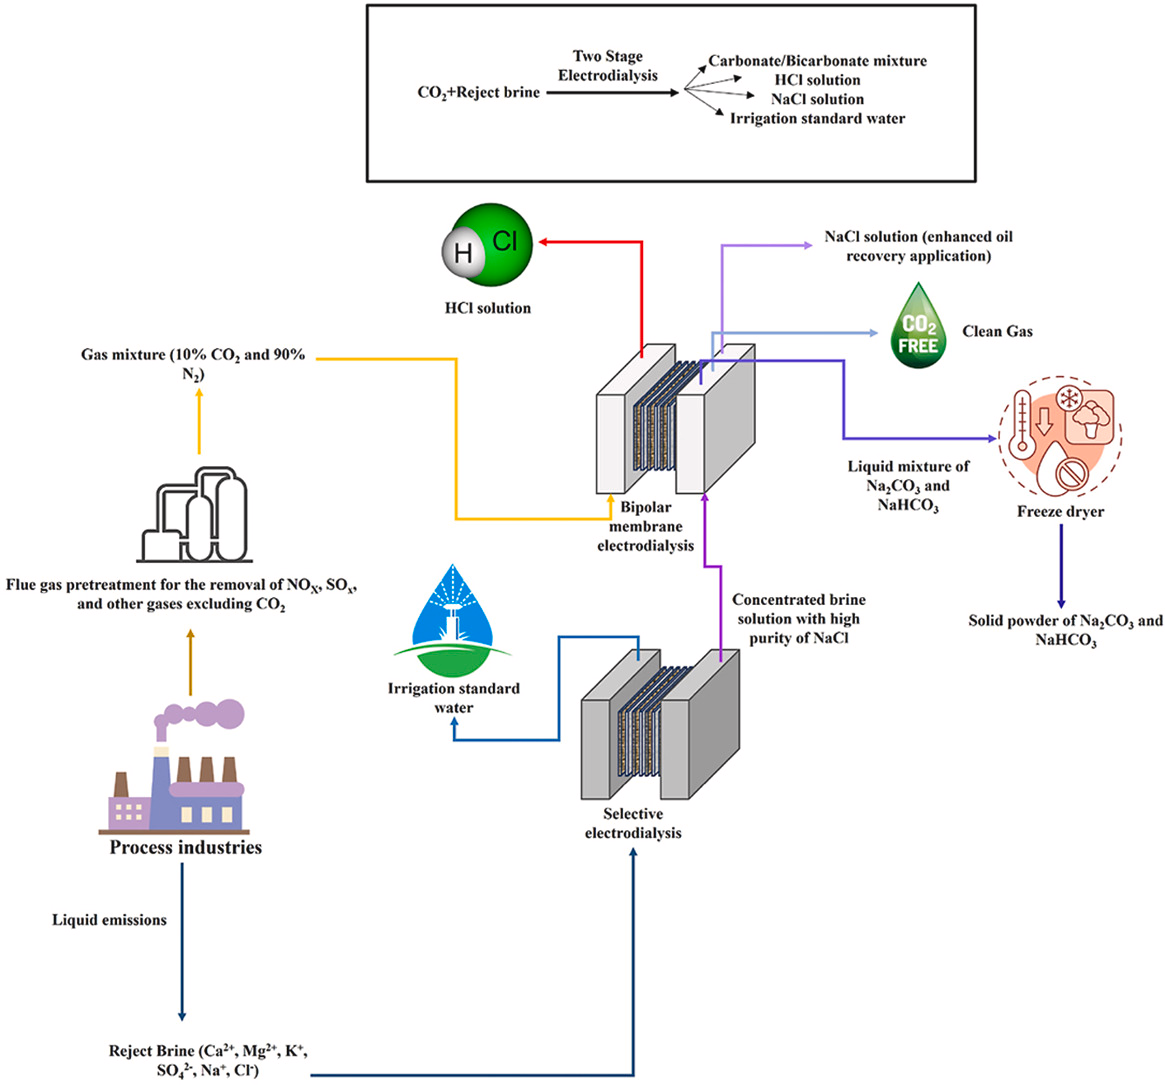 Two Stage
Electrodialysis
CO₂+Reject brine
Carbonate/Bicarbonate mixture
HCl solution
NaCl solution
Irrigation standard water
H Cl
HCl solution
NaCl solution (enhanced oil
recovery application)
CO₂
FREE
Clean Gas
Gas mixture (10% CO₂ and 90%
N₂)
Liquid mixture of
Na₂CO₃ and
NaHCO₃
Freeze dryer
Bipolar
membrane
electrodialysis
Flue gas pretreatment for the removal of NOₓ, SOₓ,
and other gases excluding CO₂
Concentrated brine
solution with high
purity of NaCl
Solid powder of Na₂CO₃ and
NaHCO₃
Irrigation standard
water
Selective
electrodialysis
Process industries
Liquid emissions
Reject Brine (Ca²⁺, Mg²⁺, K⁺,
SO₄²⁻, Na⁺, Cl⁻)